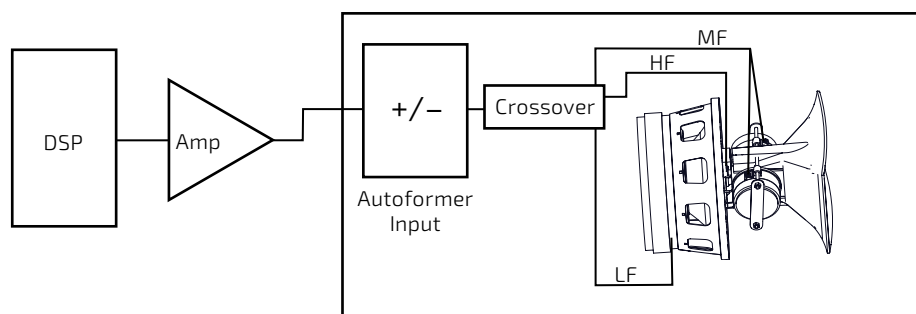 MF
HF
+/−
Crossover
DSP
Amp
Autoformer
Input
LF